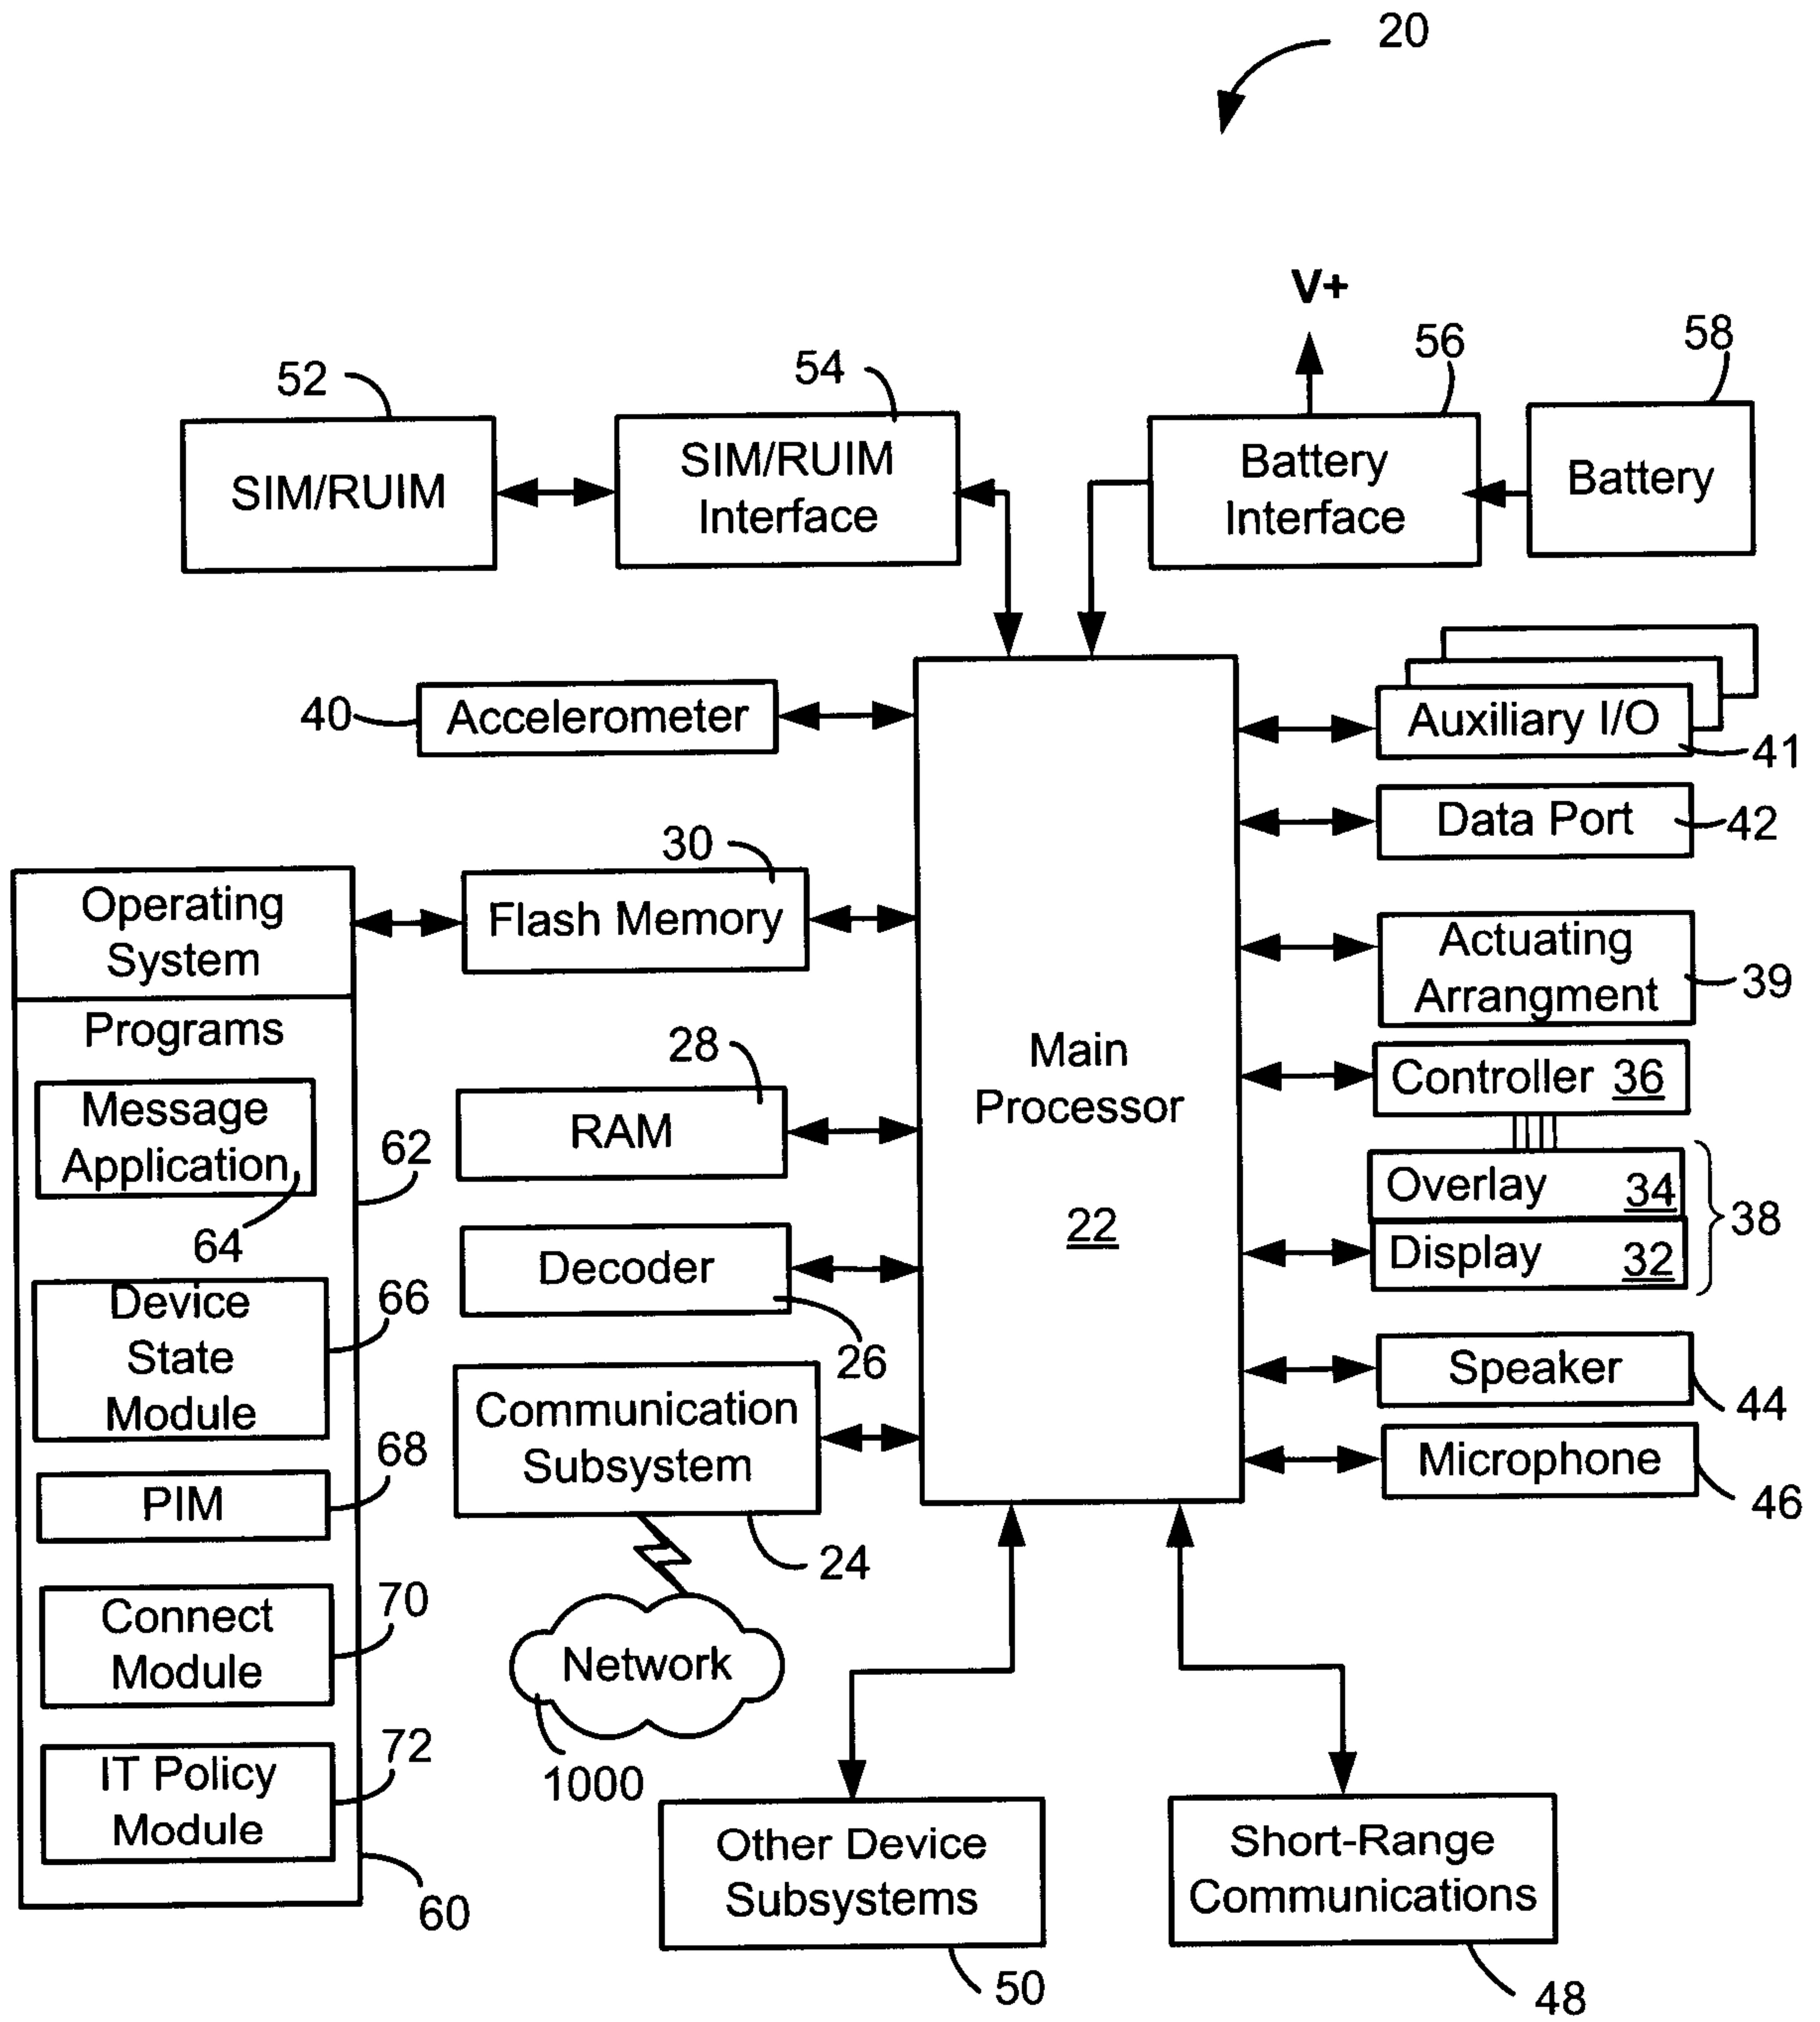 20
V+
52
54
56
58
SIM/RUIM
SIM/RUIM
Interface
Battery
Interface
Battery
40
Accelerometer
Auxiliary I/O
41
Data Port
42
30
Flash Memory
Operating
System
Actuating
Arrangment
39
Programs
28
RAM
Main
Processor
22
Controller 36
Message
Application
62
64
Overlay 34
Display 32
38
Decoder
26
Device
State
Module
66
Communication
Subsystem
24
Speaker
44
Microphone
46
PIM
68
Connect
Module
70
Network
1000
IT Policy
Module
72
60
Other Device
Subsystems
50
Short-Range
Communications
48